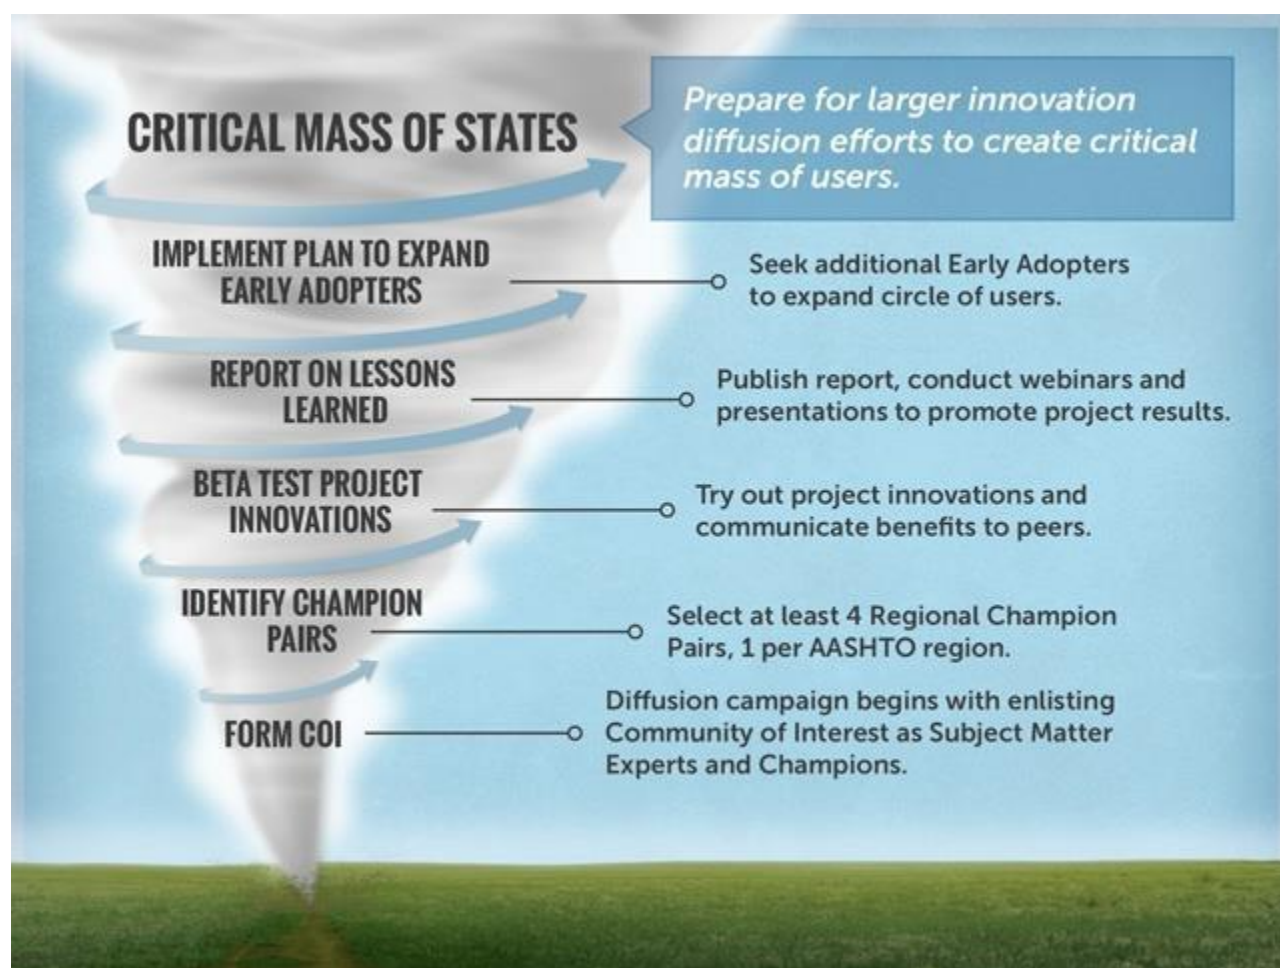 CRITICAL MASS OF STATES
Prepare for larger innovation
diffusion efforts to create critical
mass of users.
IMPLEMENT PLAN TO EXPAND
EARLY ADOPTERS
Seek additional Early Adopters
to expand circle of users.
REPORT ON LESSONS
LEARNED
Publish report, conduct webinars and
presentations to promote project results.
BETA TEST PROJECT
INNOVATIONS
Try out project innovations and
communicate benefits to peers.
IDENTIFY CHAMPION
PAIRS
Select at least 4 Regional Champion
Pairs, 1 per AASHTO region.
FORM COI
Diffusion campaign begins with enlisting
Community of Interest as Subject Matter
Experts and Champions.